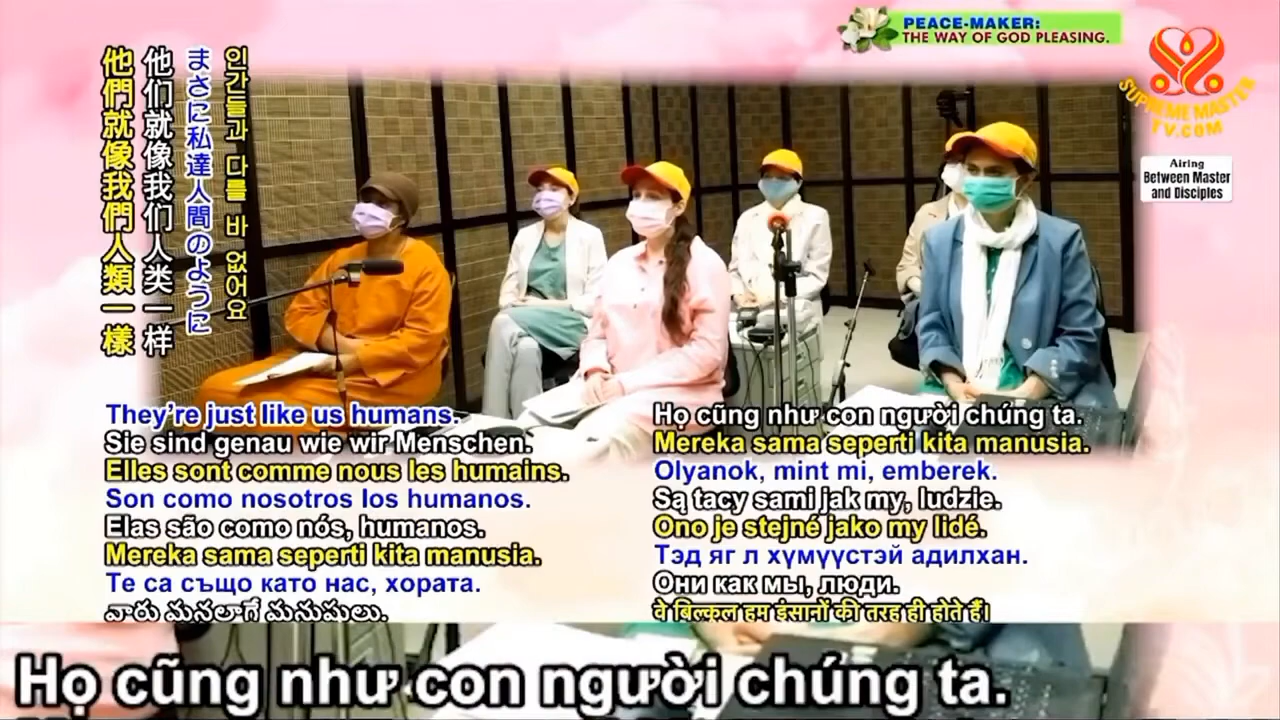 PEACE-MAKER:
THE WAY OF GOD PLEASING.
SUPREME MASTER
TV.COM
Airing
Between Master
and Disciples
他們就像我們人類一樣
他们就像我们人类一样
まさに私達人間のように
인간들과 다를 바 없어요
They're just like us humans.
Sie sind genau wie wir Menschen.
Elles sont comme nous les humains.
Son como nosotros los humanos.
Elas são como nós, humanos.
Mereka sama seperti kita manusia.
Те са също като нас, хората.
వారు మనలాగే మనుషులు.
Họ cũng như con người chúng ta.
Mereka sama seperti kita manusia.
Olyanok, mint mi, emberek.
Są tacy sami jak my, ludzie.
Ono je stejné jako my lidé.
Тэд яг л хүмүүстэй адилхан.
Они как мы, люди.
वे बिल्कुल हम इंसानों की तरह ही होते हैं।
Họ cũng như con người chúng ta.